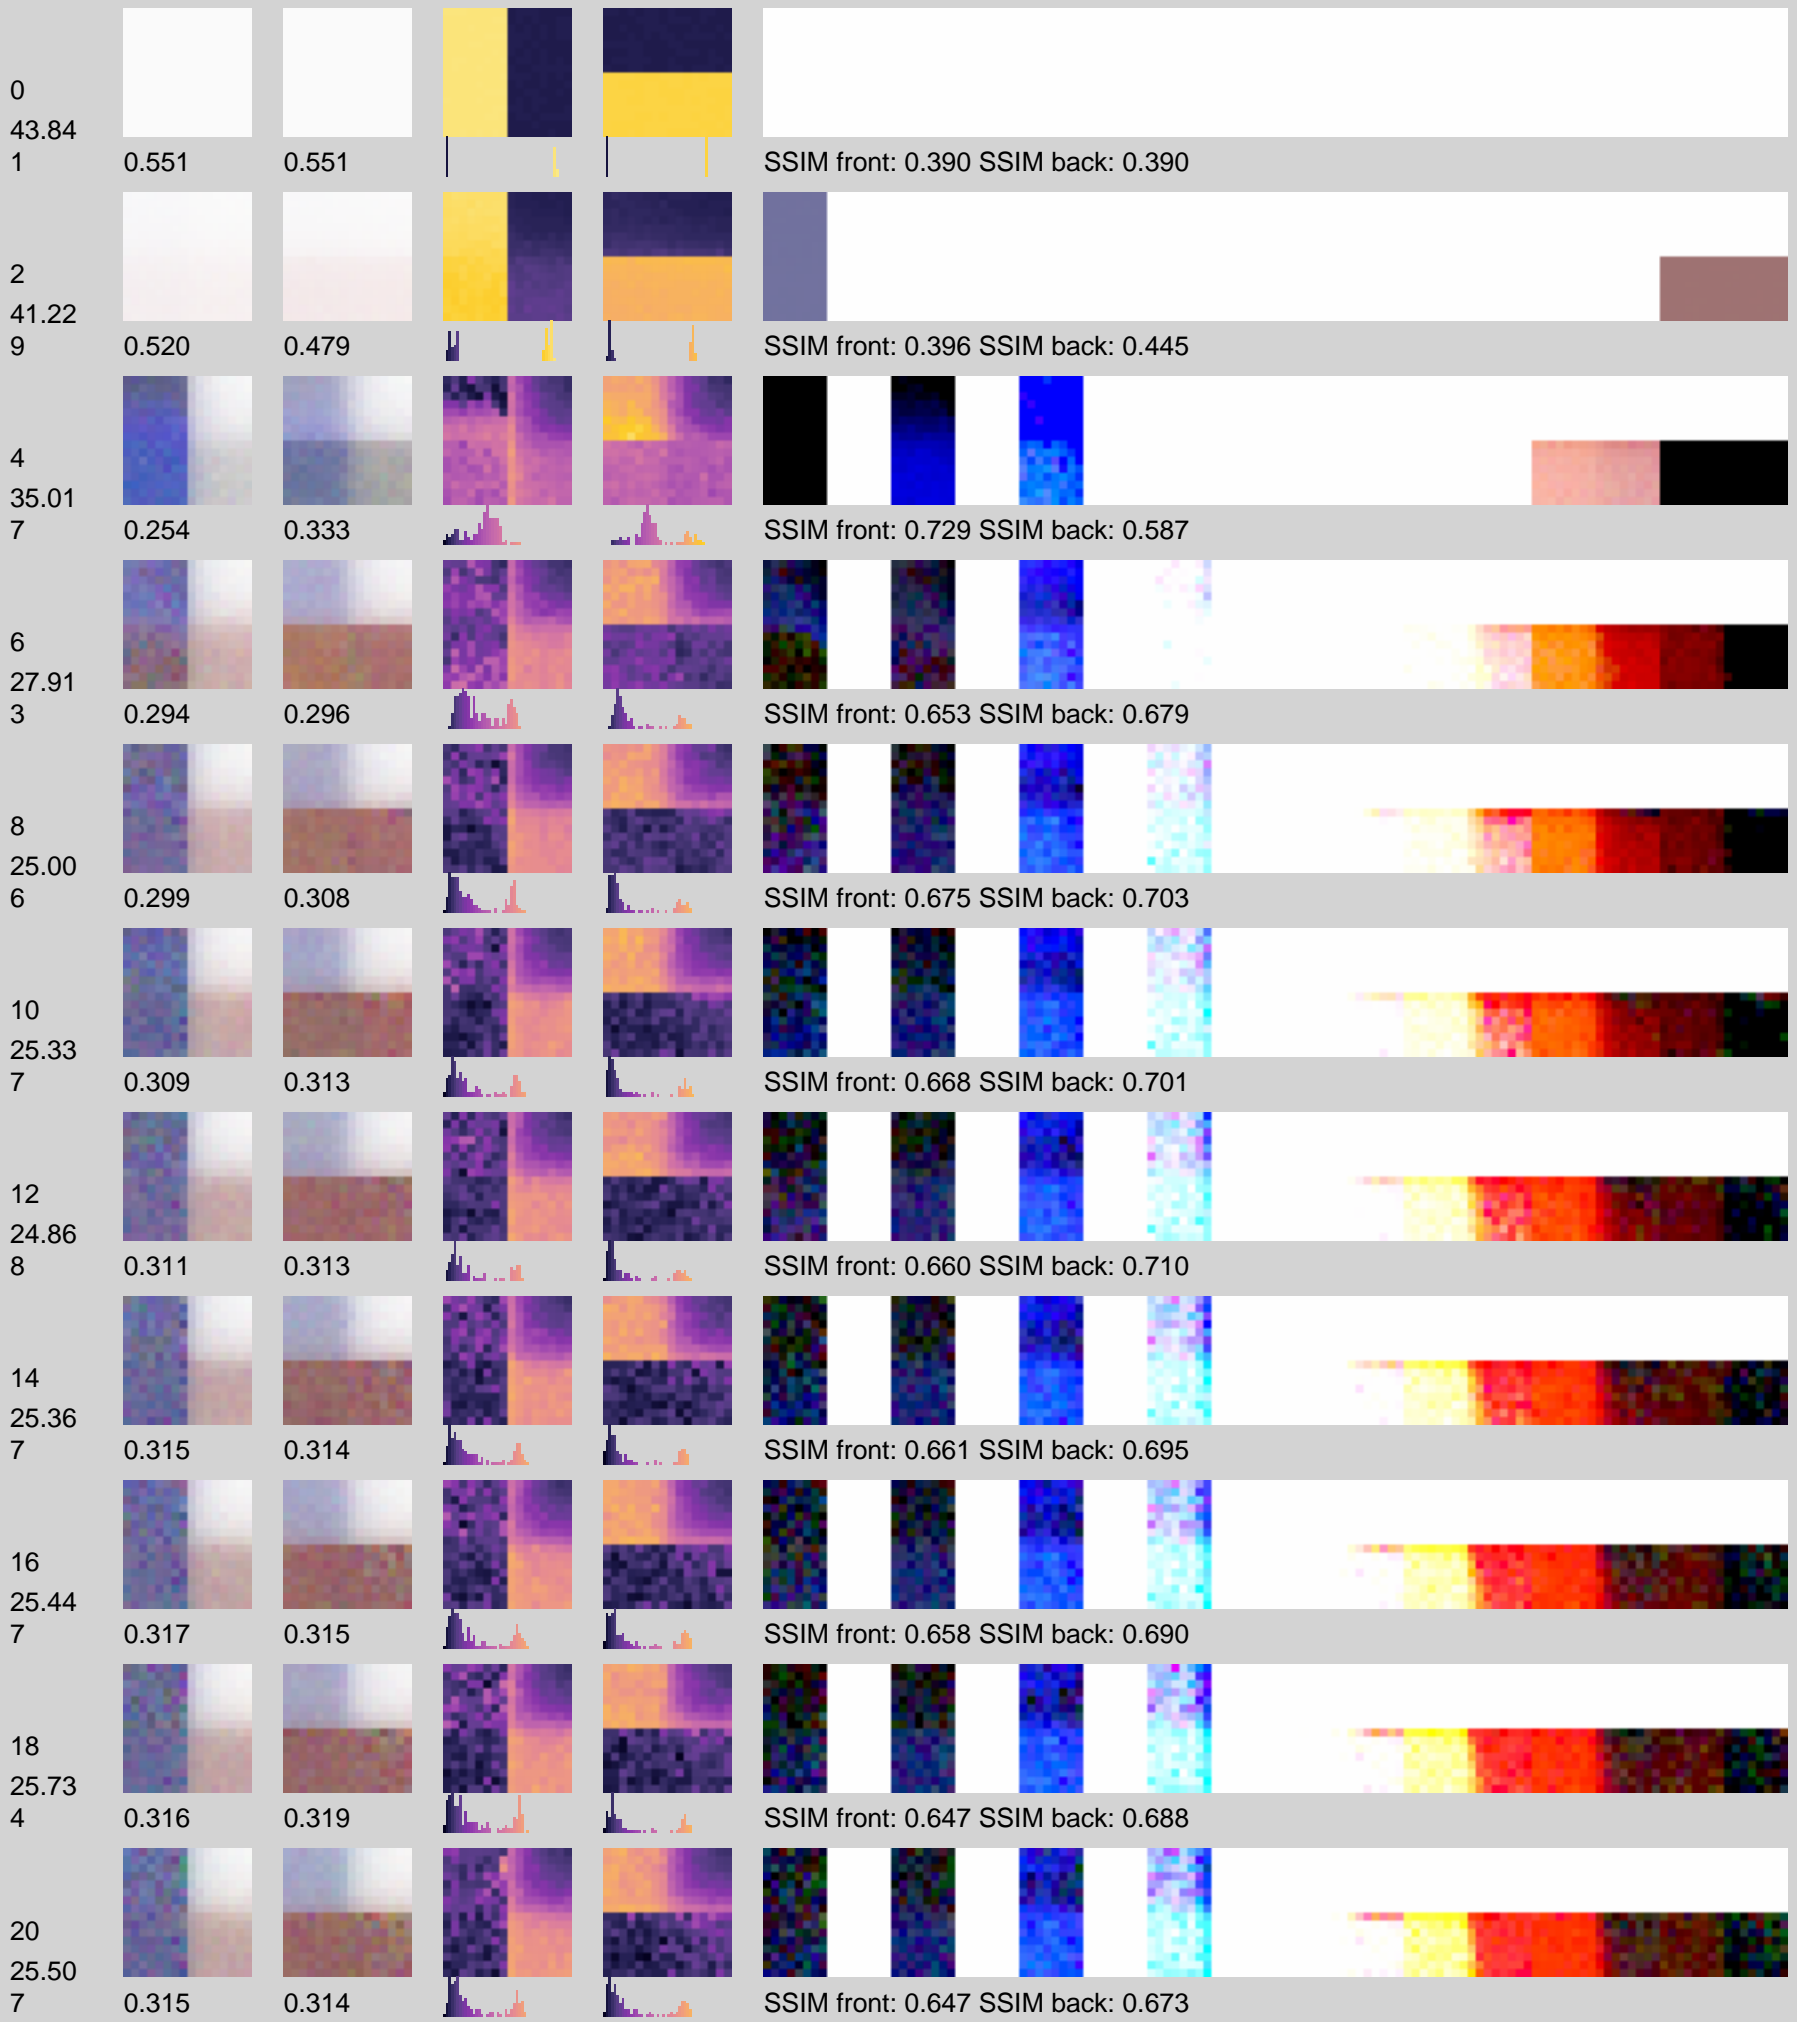 0
43.84
1 0.551 0.551 SSIM front: 0.390 SSIM back: 0.390
2
41.22
9 0.520 0.479 SSIM front: 0.396 SSIM back: 0.445
4
35.01
7 0.254 0.333 SSIM front: 0.729 SSIM back: 0.587
6
27.91
3 0.294 0.296 SSIM front: 0.653 SSIM back: 0.679
8
25.00
6 0.299 0.308 SSIM front: 0.675 SSIM back: 0.703
10
25.33
7 0.309 0.313 SSIM front: 0.668 SSIM back: 0.701
12
24.86
8 0.311 0.313 SSIM front: 0.660 SSIM back: 0.710
14
25.36
7 0.315 0.314 SSIM front: 0.661 SSIM back: 0.695
16
25.44
7 0.317 0.315 SSIM front: 0.658 SSIM back: 0.690
18
25.73
4 0.316 0.319 SSIM front: 0.647 SSIM back: 0.688
20
25.50
7 0.315 0.314 SSIM front: 0.647 SSIM back: 0.673